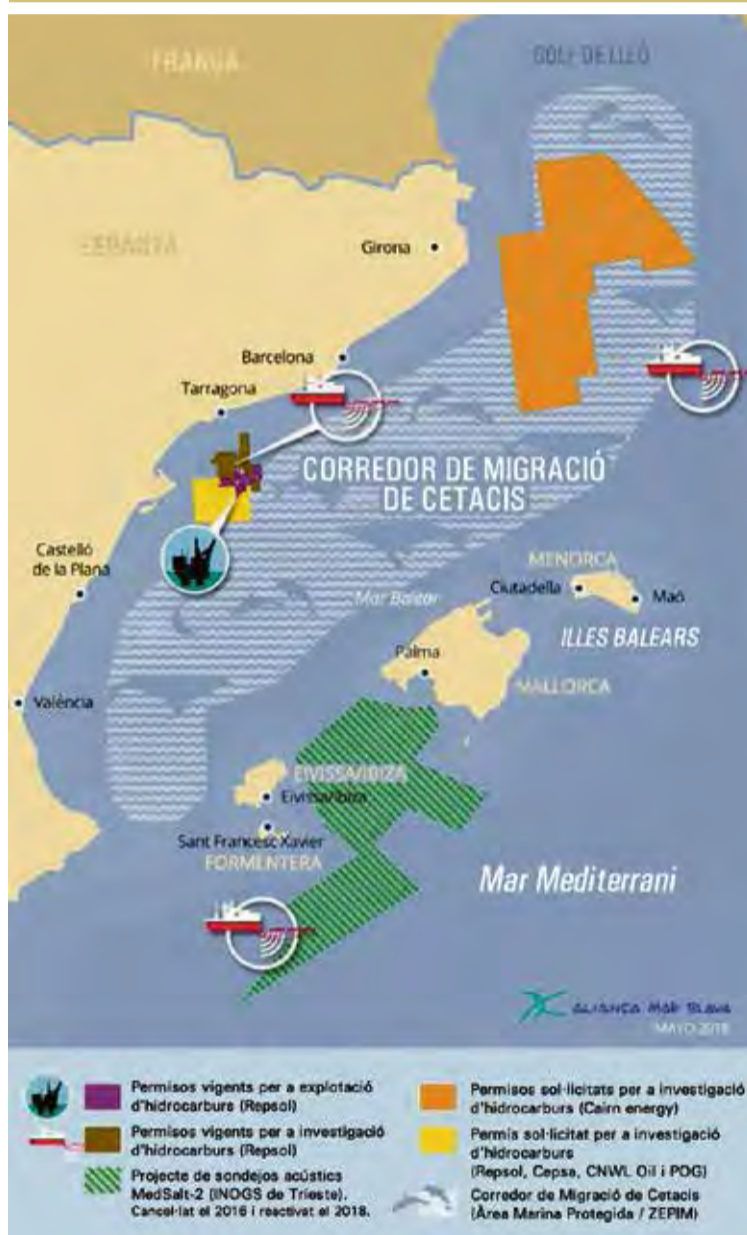 FRANÇA
GOLF DE LLEÓ
ESPANYA
Girona
Barcelona
Tarragona
CORREDOR DE MIGRACIÓ
DE CETACIS
Castelló
de la Plana
MENORCA
Ciutadella
Maó
Mar Balear
ILLES BALEARS
Palma
MALLORCA
València
EIVISSA/IBIZA
Eivissa/Ibiza
Sant Francesc Xavier
FORMENTERA
Mar Mediterrani
ALIANÇA MAR BLAVA
MAYO 2018
Permisos vigents per a explotació
d'hidrocarburs (Repsol)
Permisos vigents per a investigació
d'hidrocarburs (Repsol)
Projecte de sondejos acústics
MedSalt-2 (INOGS de Trieste).
Cancel·lat el 2016 i reactivat el 2018.
Permisos sol·licitats per a investigació
d'hidrocarburs (Cairn energy)
Permís sol·licitat per a investigació
d'hidrocarburs
(Repsol, Cepsa, CNWL Oil i POG)
Corredor de Migració de Cetacis
(Àrea Marina Protegida / ZEPIM)